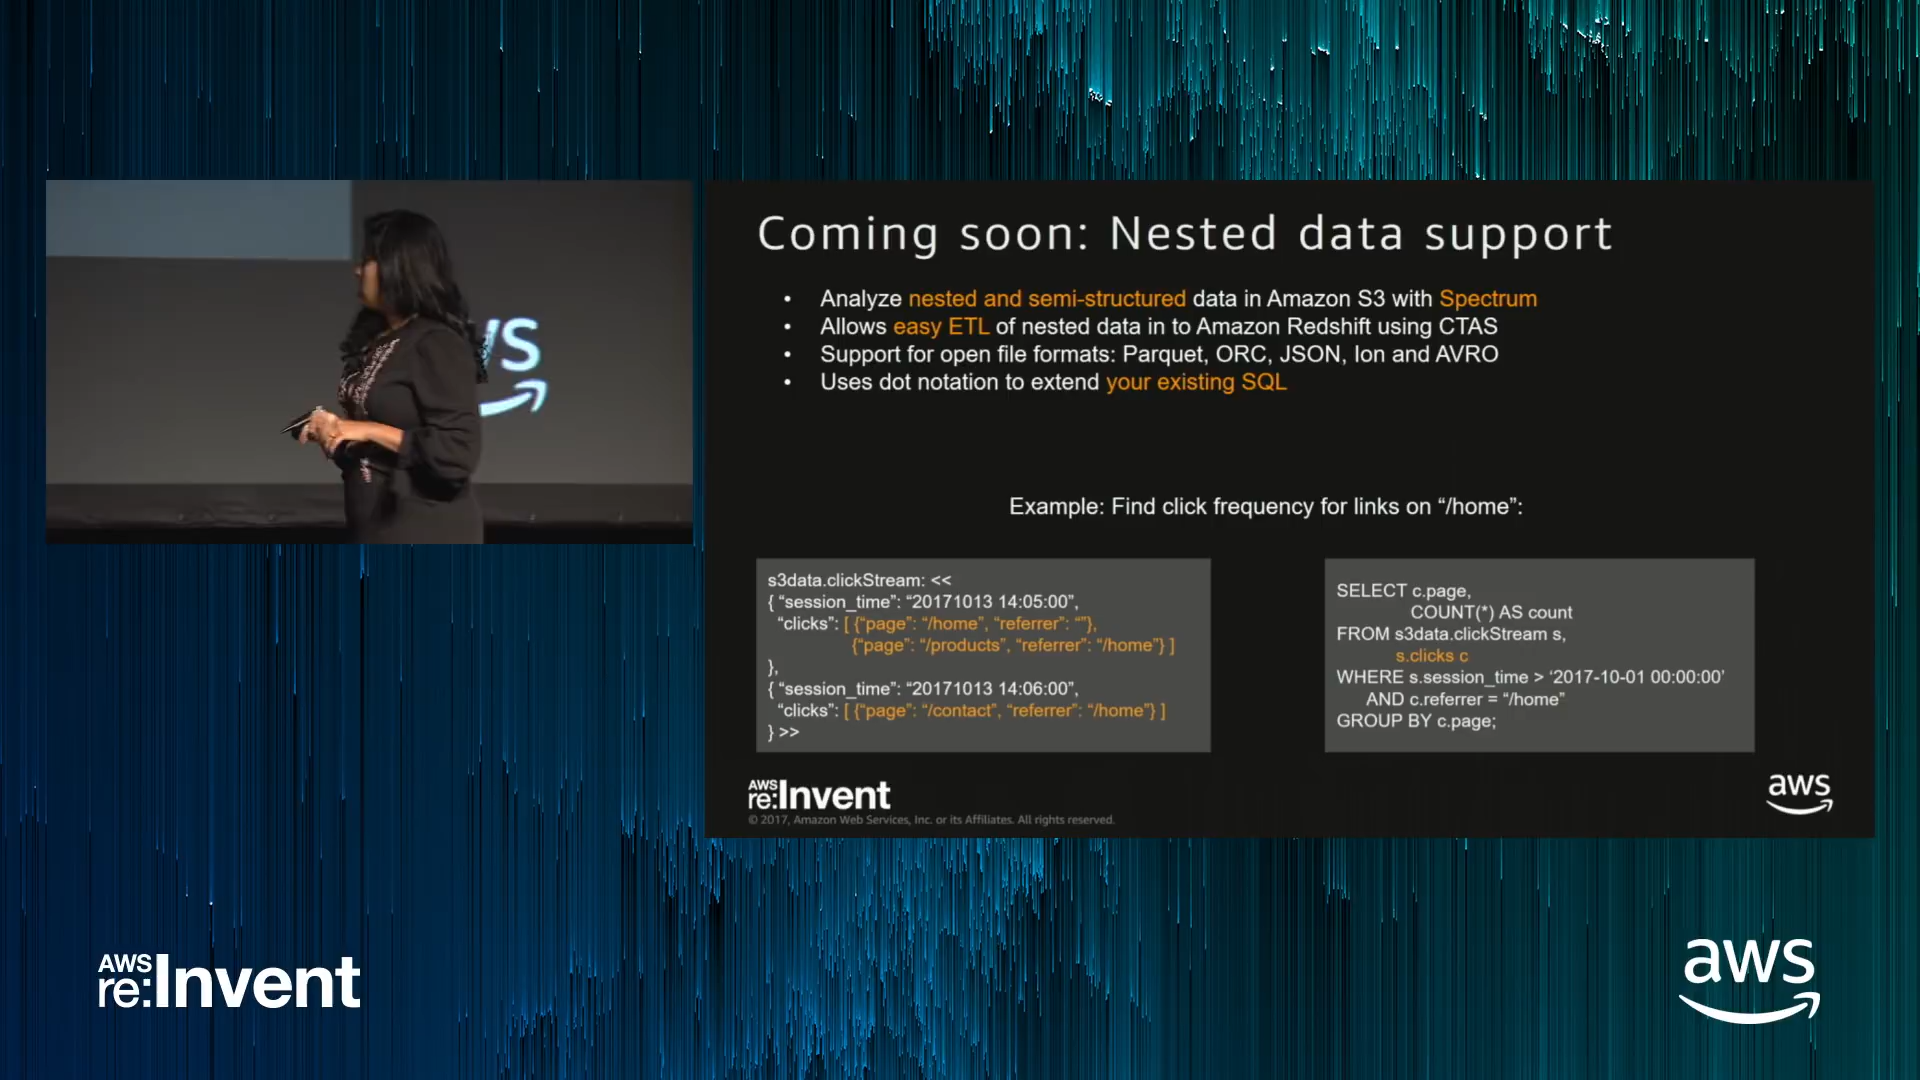 Coming soon: Nested data support
• Analyze nested and semi-structured data in Amazon S3 with Spectrum
• Allows easy ETL of nested data in to Amazon Redshift using CTAS
• Support for open file formats: Parquet, ORC, JSON, Ion and AVRO
• Uses dot notation to extend your existing SQL
Example: Find click frequency for links on “/home”:
s3data.clickStream: <<
{ “session_time”: “20171013 14:05:00”,
“clicks”: [ {“page”: “/home”, “referrer”: “”},
{“page”: “/products”, “referrer”: “/home”} ]
},
{ “session_time”: “20171013 14:06:00”,
“clicks”: [ {“page”: “/contact”, “referrer”: “/home”} ]
} >>
SELECT c.page,
COUNT(*) AS count
FROM s3data.clickStream s,
s.clicks c
WHERE s.session_time > ‘2017-10-01 00:00:00’
AND c.referrer = “/home”
GROUP BY c.page;
AWS
re:Invent
© 2017, Amazon Web Services, Inc. or its Affiliates. All rights reserved.
aws
AWS
re:Invent
aws